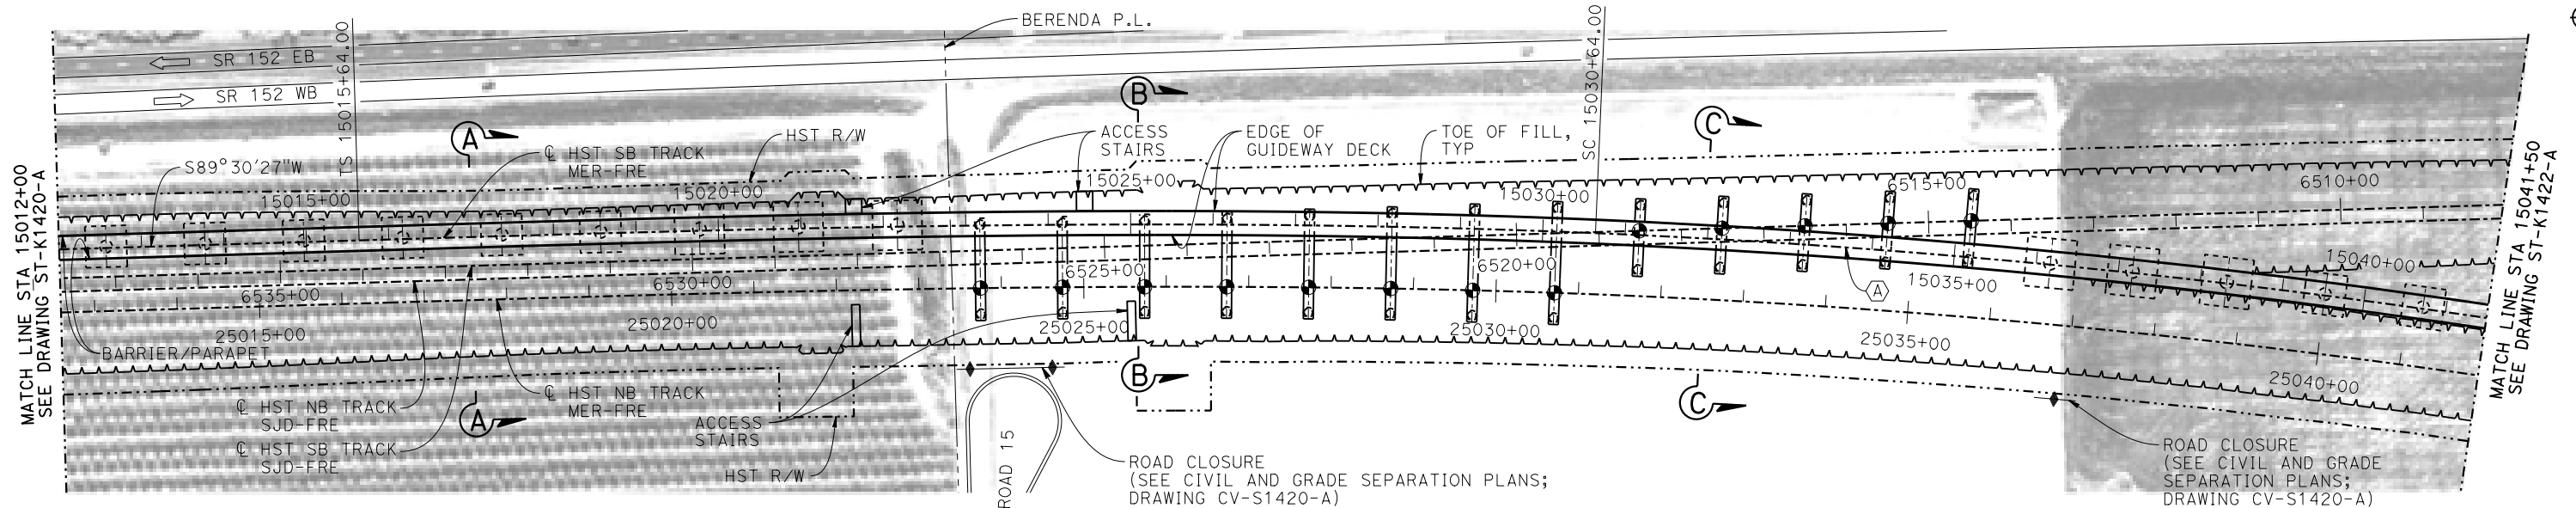 BERENDA P.L.
SR 152 EB
SR 152 WB
TS 15015+64.00
SC 15030+64.00
A
B
C
HST R/W
ACCESS
STAIRS
EDGE OF
GUIDEWAY DECK
TOE OF FILL,
TYP
℄ HST SB TRACK
MER-FRE
S89°30'27"W
MATCH LINE STA 15012+00
SEE DRAWING ST-K1420-A
MATCH LINE STA 15041+50
SEE DRAWING ST-K1422-A
15015+00
15020+00
15025+00
15030+00
6515+00
6510+00
6535+00
6530+00
6525+00
6520+00
15035+00
15040+00
A
25015+00
25020+00
25025+00
25030+00
25035+00
25040+00
BARRIER/PARAPET
℄ HST NB TRACK
SJD-FRE
℄ HST SB TRACK
SJD-FRE
A
℄ HST NB TRACK
MER-FRE
B
C
ACCESS
STAIRS
HST R/W
ROAD 15
ROAD CLOSURE
(SEE CIVIL AND GRADE SEPARATION PLANS;
DRAWING CV-S1420-A)
ROAD CLOSURE
(SEE CIVIL AND GRADE
SEPARATION PLANS;
DRAWING CV-S1420-A)